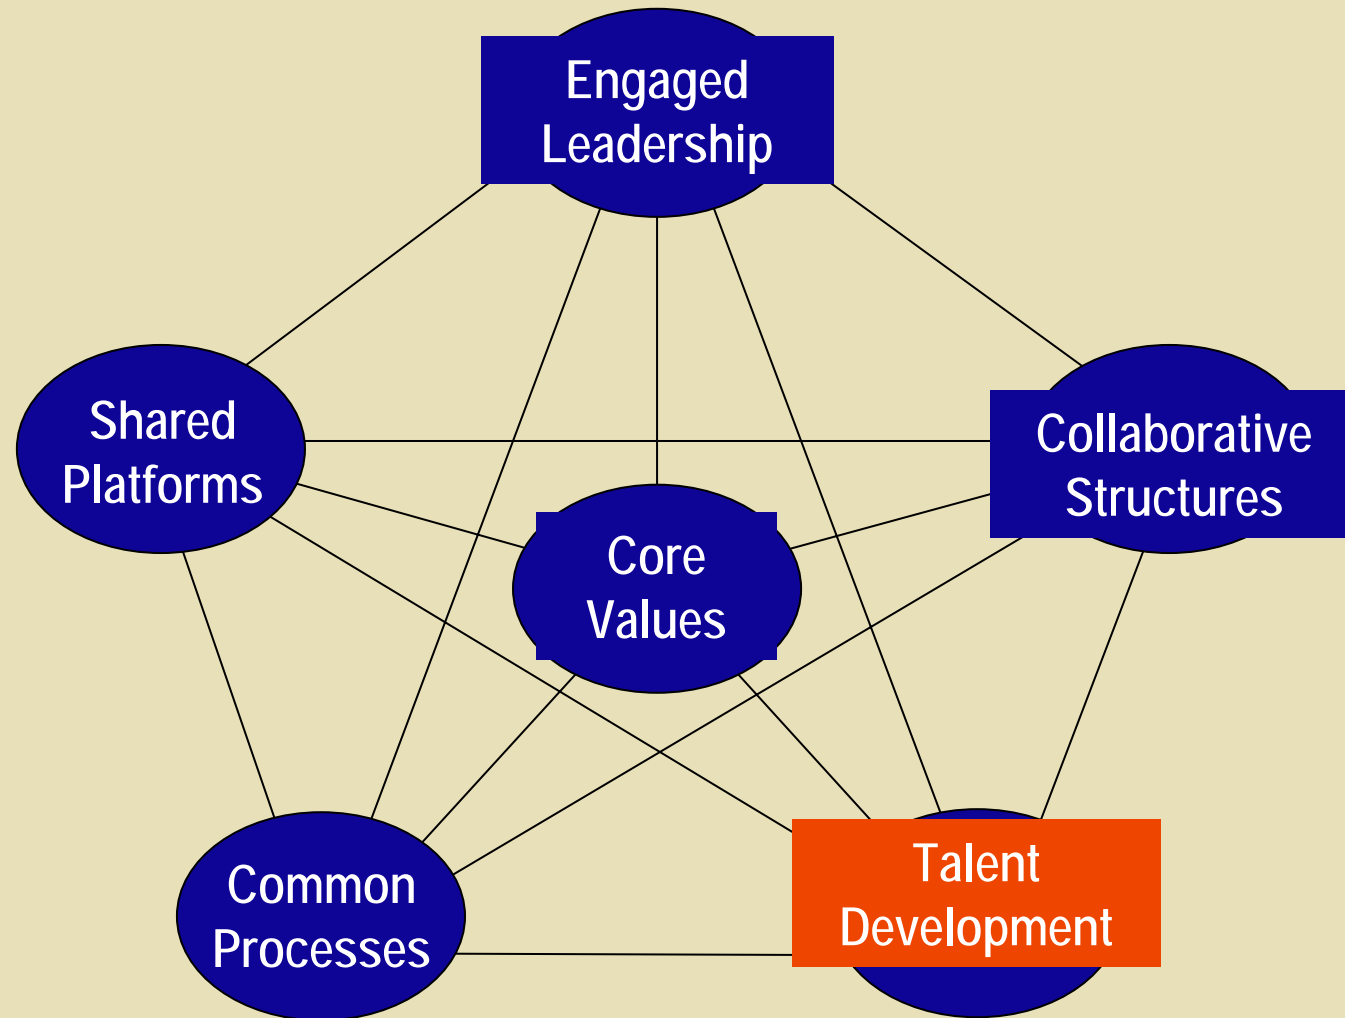 Engaged
Leadership
Shared
Platforms
Collaborative
Structures
Core
Values
Common
Processes
Talent
Development